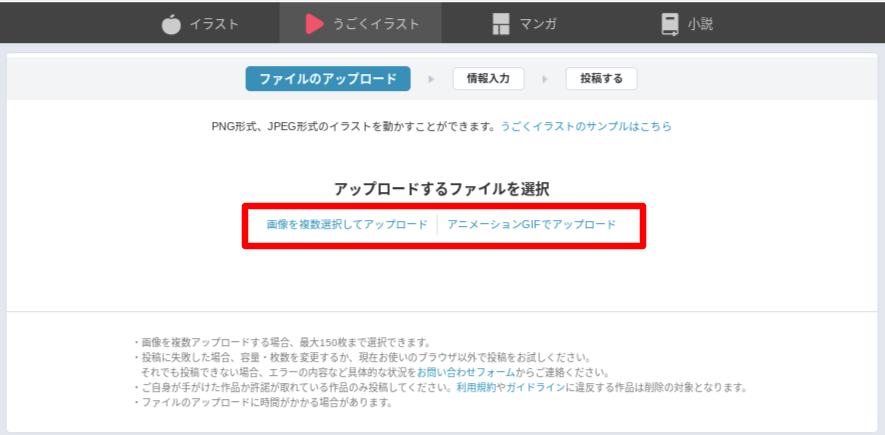 イラスト
うごくイラスト
マンガ
小説
ファイルのアップロード
情報入力
投稿する
PNG形式、JPEG形式のイラストを動かすことができます。うごくイラストのサンプルはこちら
アップロードするファイルを選択
画像を複数選択してアップロード
アニメーションGIFでアップロード
・画像を複数アップロードする場合、最大150枚まで選択できます。
・投稿に失敗した場合、容量・枚数を変更するか、現在お使いのブラウザ以外で投稿をお試しください。
それでも投稿できない場合、エラーの内容など具体的な状況をお問い合わせフォームからご連絡ください。
・ご自身が手がけた作品か許諾が取れている作品のみ投稿してください。利用規約やガイドラインに違反する作品は削除の対象となります。
・ファイルのアップロードに時間がかかる場合があります。